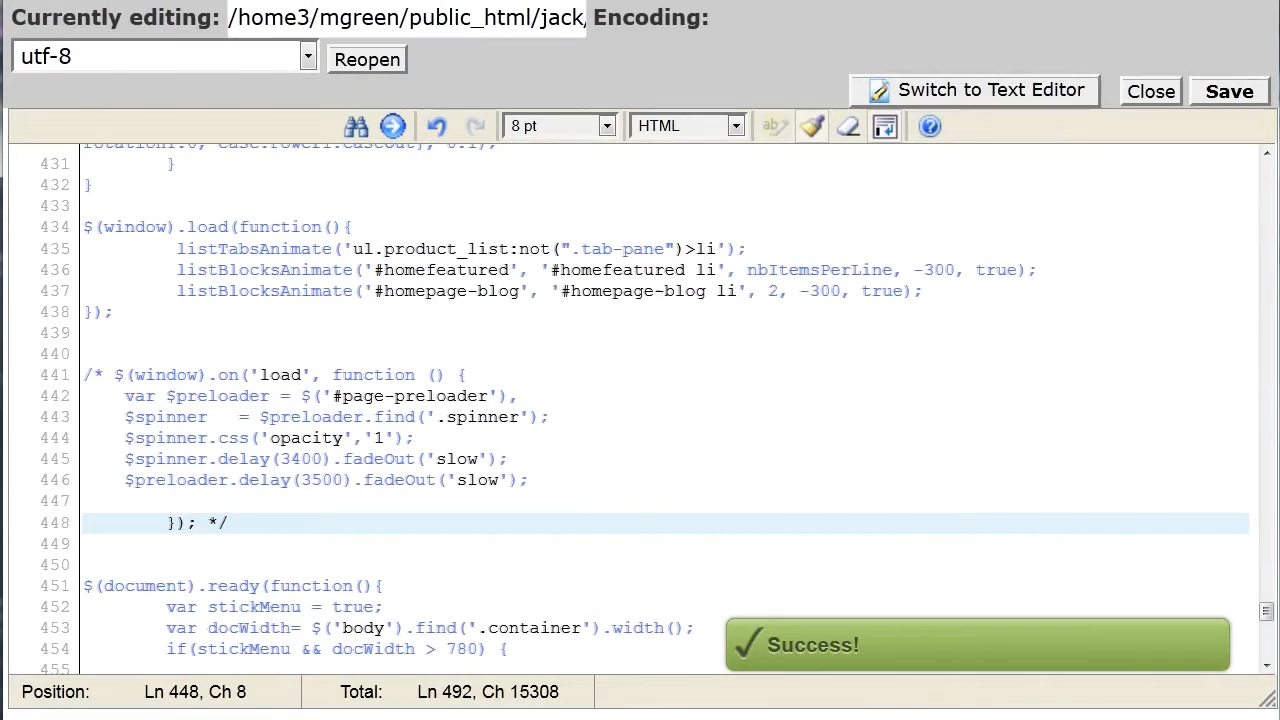 Currently editing: /home3/mgreen/public_html/jack, Encoding:
utf-8 Reopen
Switch to Text Editor Close Save
8 pt HTML ab
431 }
432 }
433
434 $(window).load(function(){
435 listTabsAnimate('ul.product_list:not(".tab-pane")>li');
436 listBlocksAnimate('#homefeatured', '#homefeatured li', nbItemsPerLine, -300, true);
437 listBlocksAnimate('#homepage-blog', '#homepage-blog li', 2, -300, true);
438 });
439
440
441 /* $(window).on('load', function () {
442 var $preloader = $('#page-preloader'),
443 $spinner = $preloader.find('.spinner');
444 $spinner.css('opacity','1');
445 $spinner.delay(3400).fadeOut('slow');
446 $preloader.delay(3500).fadeOut('slow');
447
448 }); */
449
450
451 $(document).ready(function(){
452 var stickMenu = true;
453 var docWidth= $('body').find('.container').width();
454 if(stickMenu && docWidth > 780) {
455
Success!
Position: Ln 448, Ch 8 Total: Ln 492, Ch 15308